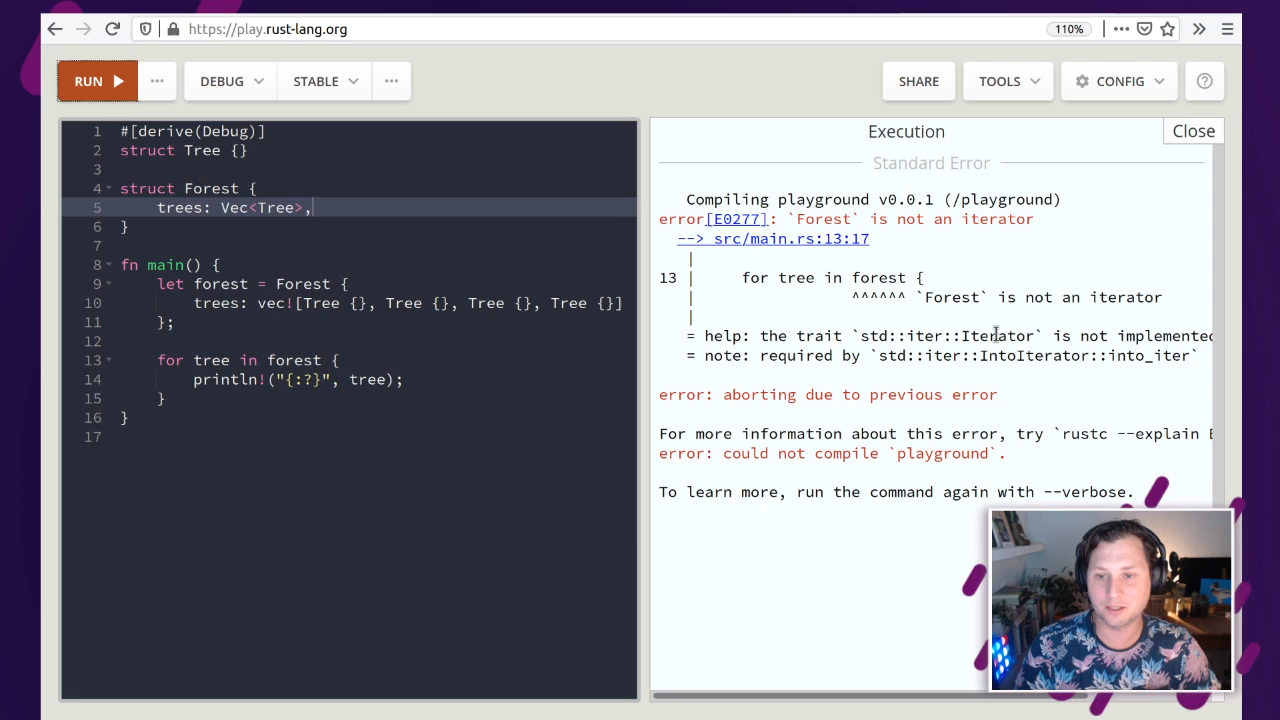 https://play.rust-lang.org
110%
RUN
DEBUG
STABLE
SHARE
TOOLS
CONFIG
1 #[derive(Debug)]
2 struct Tree {}
3
4 struct Forest {
5     trees: Vec<Tree>,
6 }
7
8 fn main() {
9     let forest = Forest {
10         trees: vec![Tree {}, Tree {}, Tree {}, Tree {}]
11     };
12
13     for tree in forest {
14         println!("{:?}", tree);
15     }
16 }
17
Execution
Close
Standard Error
   Compiling playground v0.0.1 (/playground)
error[E0277]: `Forest` is not an iterator
  --> src/main.rs:13:17
   |
13 |     for tree in forest {
   |                 ^^^^^^ `Forest` is not an iterator
   |
   = help: the trait `std::iter::Iterator` is not implemented
   = note: required by `std::iter::IntoIterator::into_iter`
error: aborting due to previous error
For more information about this error, try `rustc --explain E
error: could not compile `playground`.
To learn more, run the command again with --verbose.